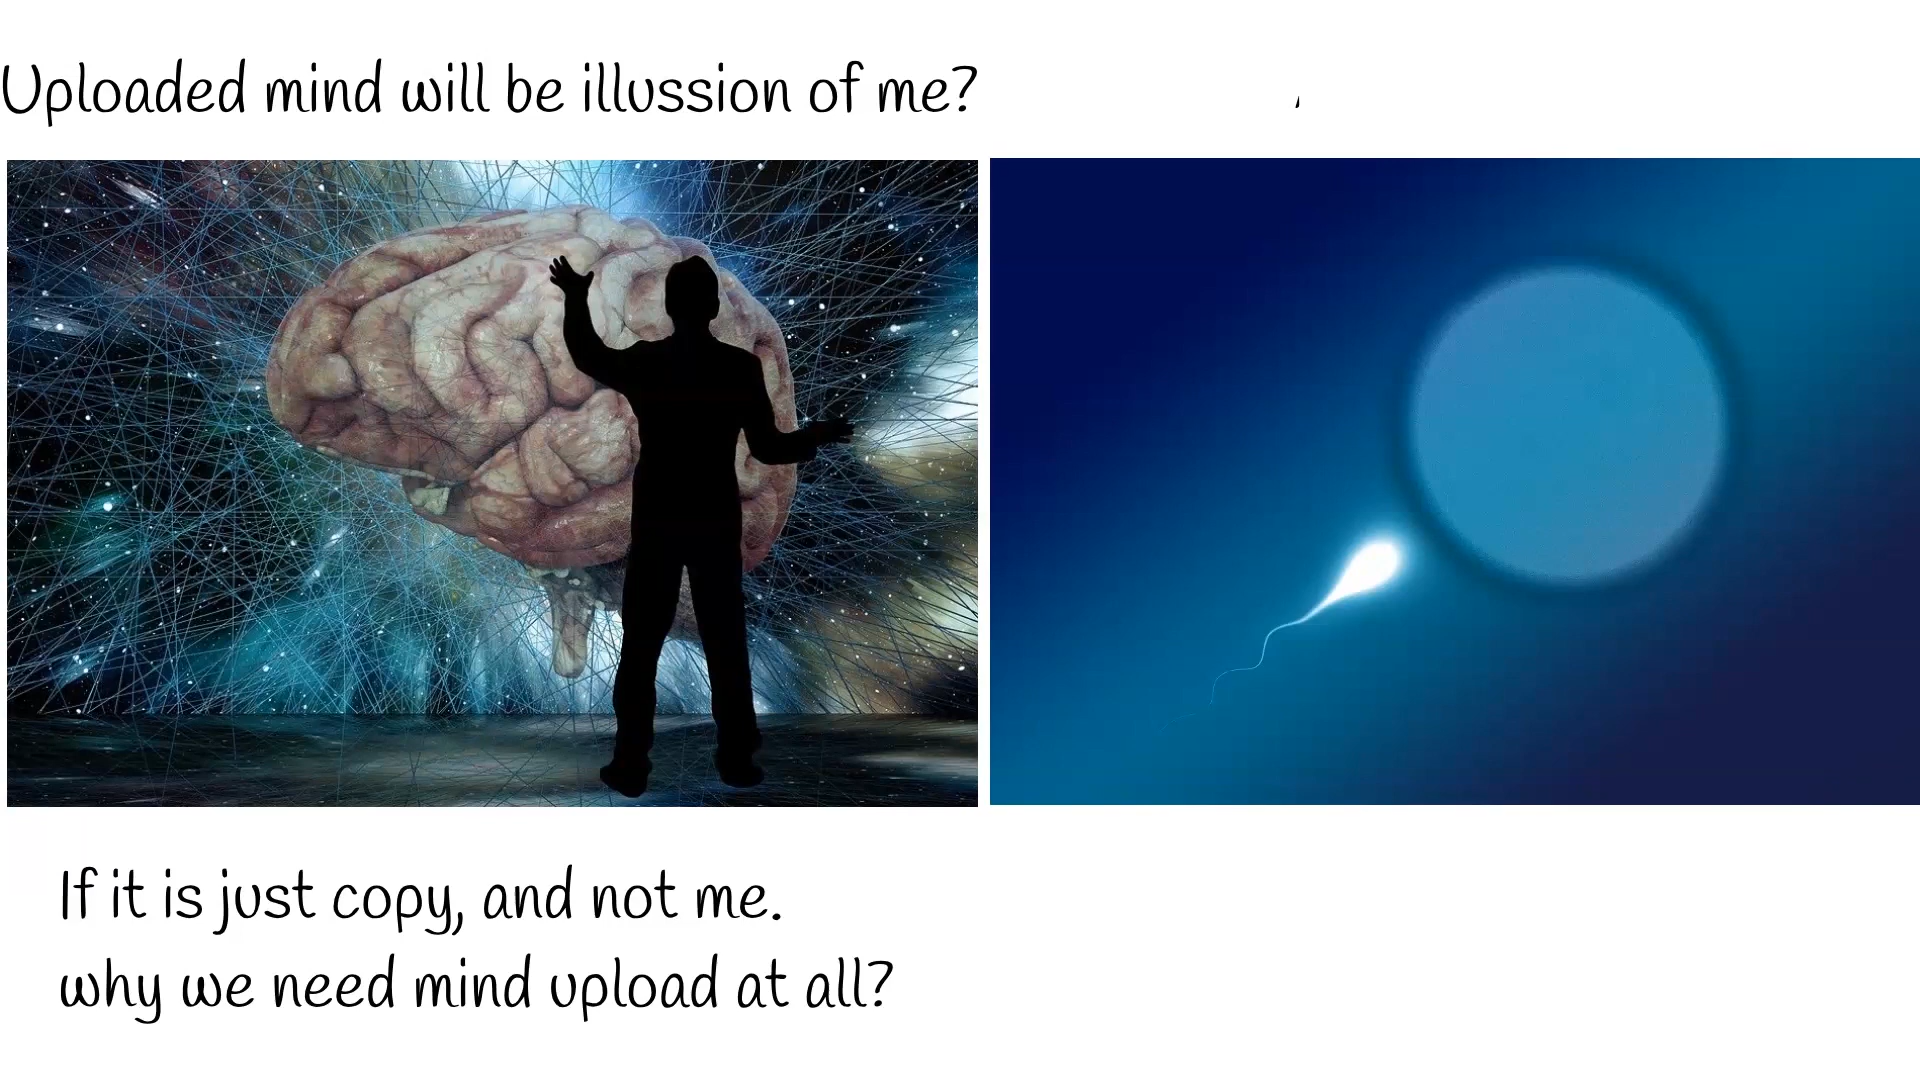 Uploaded mind will be illussion of me?
If it is just copy, and not me.
why we need mind upload at all?